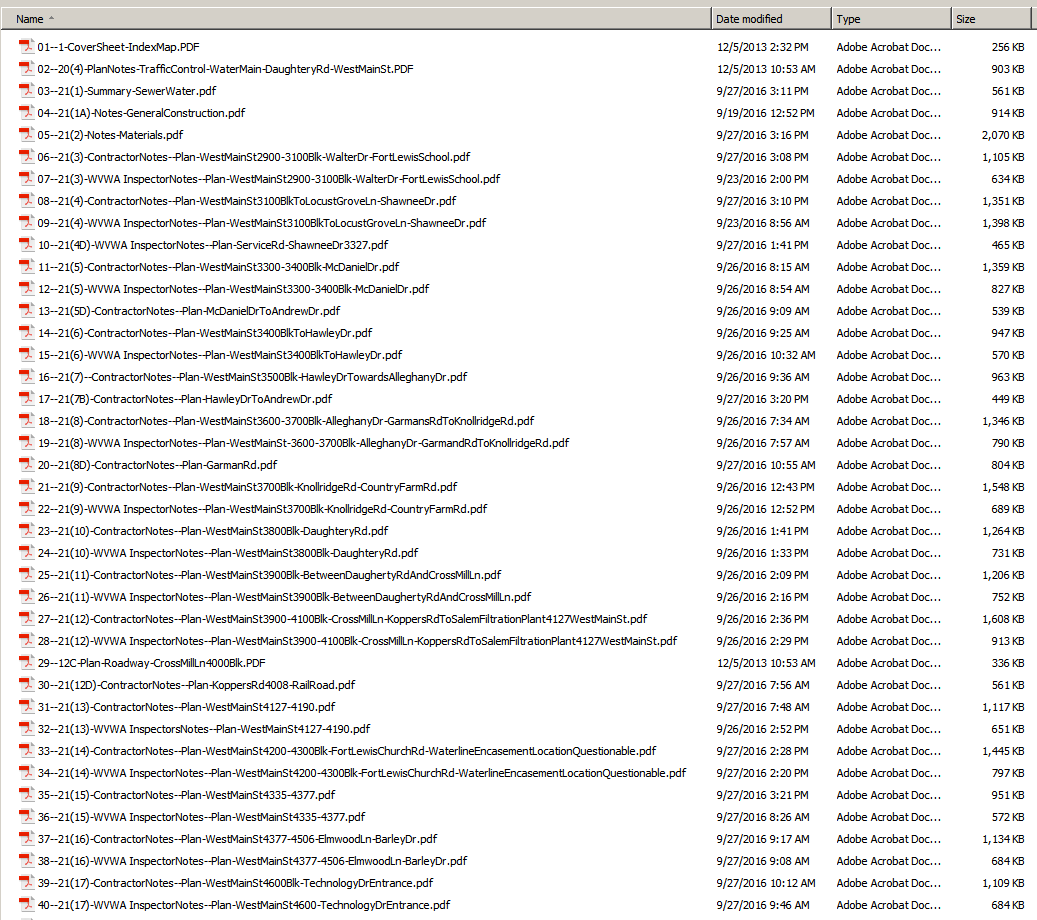 Name Date modified Type Size
01--1-CoverSheet-IndexMap.PDF 12/5/2013 2:32 PM Adobe Acrobat Doc... 256 KB
02--20(4)-PlanNotes-TrafficControl-WaterMain-DaughteryRd-WestMainSt.PDF 12/5/2013 10:53 AM Adobe Acrobat Doc... 903 KB
03--21(1)-Summary-SewerWater.pdf 9/27/2016 3:11 PM Adobe Acrobat Doc... 561 KB
04--21(1A)-Notes-GeneralConstruction.pdf 9/19/2016 12:52 PM Adobe Acrobat Doc... 914 KB
05--21(2)-Notes-Materials.pdf 9/27/2016 3:16 PM Adobe Acrobat Doc... 2,070 KB
06--21(3)-ContractorNotes--Plan-WestMainSt2900-3100Blk-WalterDr-FortLewisSchool.pdf 9/27/2016 3:08 PM Adobe Acrobat Doc... 1,105 KB
07--21(3)-WVWA InspectorNotes--Plan-WestMainSt2900-3100Blk-WalterDr-FortLewisSchool.pdf 9/23/2016 2:00 PM Adobe Acrobat Doc... 634 KB
08--21(4)-ContractorNotes--Plan-WestMainSt3100BlkToLocustGroveLn-ShawneeDr.pdf 9/27/2016 3:10 PM Adobe Acrobat Doc... 1,351 KB
09--21(4)-WVWA InspectorNotes--Plan-WestMainSt3100BlkToLocustGroveLn-ShawneeDr.pdf 9/23/2016 8:56 AM Adobe Acrobat Doc... 1,398 KB
10--21(4D)-WVWA InspectorNotes--Plan-ServiceRd-ShawneeDr3327.pdf 9/27/2016 1:41 PM Adobe Acrobat Doc... 465 KB
11--21(5)-ContractorNotes--Plan-WestMainSt3300-3400Blk-McDanielDr.pdf 9/26/2016 8:15 AM Adobe Acrobat Doc... 1,359 KB
12--21(5)-WVWA InspectorNotes--Plan-WestMainSt3300-3400Blk-McDanielDr.pdf 9/26/2016 8:54 AM Adobe Acrobat Doc... 827 KB
13--21(5D)-ContractorNotes--Plan-McDanielDrToAndrewDr.pdf 9/26/2016 9:09 AM Adobe Acrobat Doc... 539 KB
14--21(6)-ContractorNotes--Plan-WestMainSt3400BlkToHawleyDr.pdf 9/26/2016 9:25 AM Adobe Acrobat Doc... 947 KB
15--21(6)-WVWA InspectorNotes--Plan-WestMainSt3400BlkToHawleyDr.pdf 9/26/2016 10:32 AM Adobe Acrobat Doc... 570 KB
16--21(7)--ContractorNotes--Plan-WestMainSt3500Blk-HawleyDrTowardsAlleghanyDr.pdf 9/26/2016 9:36 AM Adobe Acrobat Doc... 963 KB
17--21(7B)-ContractorNotes--Plan-HawleyDrToAndrewDr.pdf 9/27/2016 3:20 PM Adobe Acrobat Doc... 449 KB
18--21(8)-ContractorNotes--Plan-WestMainSt3600-3700Blk-AlleghanyDr-GarmansRdToKnollridgeRd.pdf 9/26/2016 7:34 AM Adobe Acrobat Doc... 1,346 KB
19--21(8)-WVWA InspectorNotes--Plan-WestMainSt-3600-3700Blk-AlleghanyDr-GarmandRdToKnollridgeRd.pdf 9/26/2016 7:57 AM Adobe Acrobat Doc... 790 KB
20--21(8D)-ContractorNotes--Plan-GarmanRd.pdf 9/27/2016 10:55 AM Adobe Acrobat Doc... 804 KB
21--21(9)-ContractorNotes--Plan-WestMainSt3700Blk-KnollridgeRd-CountryFarmRd.pdf 9/26/2016 12:43 PM Adobe Acrobat Doc... 1,548 KB
22--21(9)-WVWA InspectorNotes--Plan-WestMainSt3700Blk-KnollridgeRd-CountryFarmRd.pdf 9/26/2016 12:52 PM Adobe Acrobat Doc... 689 KB
23--21(10)-ContractorNotes--Plan-WestMainSt3800Blk-DaughteryRd.pdf 9/26/2016 1:41 PM Adobe Acrobat Doc... 1,264 KB
24--21(10)-WVWA InspectorNotes--Plan-WestMainSt3800Blk-DaughteryRd.pdf 9/26/2016 1:33 PM Adobe Acrobat Doc... 731 KB
25--21(11)-ContractorNotes--Plan-WestMainSt3900Blk-BetweenDaughertyRdAndCrossMillLn.pdf 9/26/2016 2:09 PM Adobe Acrobat Doc... 1,206 KB
26--21(11)-WVWA InspectorNotes--Plan-WestMainSt3900Blk-BetweenDaughertyRdAndCrossMillLn.pdf 9/26/2016 2:16 PM Adobe Acrobat Doc... 752 KB
27--21(12)-ContractorNotes--Plan-WestMainSt3900-4100Blk-CrossMillLn-KoppersRdToSalemFiltrationPlant4127WestMainSt.pdf 9/26/2016 2:36 PM Adobe Acrobat Doc... 1,608 KB
28--21(12)-WVWA InspectorNotes--Plan-WestMainSt3900-4100Blk-CrossMillLn-KoppersRdToSalemFiltrationPlant4127WestMainSt.pdf 9/26/2016 2:29 PM Adobe Acrobat Doc... 913 KB
29--12C-Plan-Roadway-CrossMillLn4000Blk.PDF 12/5/2013 10:53 AM Adobe Acrobat Doc... 336 KB
30--21(12D)-ContractorNotes--Plan-KoppersRd4008-RailRoad.pdf 9/27/2016 7:56 AM Adobe Acrobat Doc... 561 KB
31--21(13)-ContractorNotes--Plan-WestMainSt4127-4190.pdf 9/27/2016 7:48 AM Adobe Acrobat Doc... 1,117 KB
32--21(13)-WVWA InspectorsNotes--Plan-WestMainSt4127-4190.pdf 9/26/2016 2:52 PM Adobe Acrobat Doc... 651 KB
33--21(14)-ContractorNotes--Plan-WestMainSt4200-4300Blk-FortLewisChurchRd-WaterlineEncasementLocationQuestionable.pdf 9/27/2016 2:28 PM Adobe Acrobat Doc... 1,445 KB
34--21(14)-WVWA InspectorNotes--Plan-WestMainSt4200-4300Blk-FortLewisChurchRd-WaterlineEncasementLocationQuestionable.pdf 9/27/2016 2:20 PM Adobe Acrobat Doc... 797 KB
35--21(15)-ContractorNotes--Plan-WestMainSt4335-4377.pdf 9/27/2016 3:21 PM Adobe Acrobat Doc... 951 KB
36--21(15)-WVWA InspectorNotes--Plan-WestMainSt4335-4377.pdf 9/27/2016 8:26 AM Adobe Acrobat Doc... 572 KB
37--21(16)-ContractorNotes--Plan-WestMainSt4377-4506-ElmwoodLn-BarleyDr.pdf 9/27/2016 9:17 AM Adobe Acrobat Doc... 1,134 KB
38--21(16)-WVWA InspectorNotes--Plan-WestMainSt4377-4506-ElmwoodLn-BarleyDr.pdf 9/27/2016 9:08 AM Adobe Acrobat Doc... 684 KB
39--21(17)-ContractorNotes--Plan-WestMainSt4600Blk-TechnologyDrEntrance.pdf 9/27/2016 10:12 AM Adobe Acrobat Doc... 1,109 KB
40--21(17)-WVWA InspectorNotes--Plan-WestMainSt4600-TechnologyDrEntrance.pdf 9/27/2016 9:46 AM Adobe Acrobat Doc... 684 KB